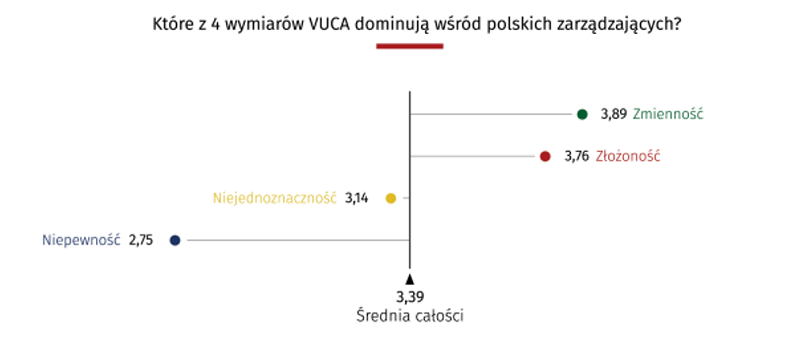 Które z 4 wymiarów VUCA dominują wśród polskich zarządzających?
3,89 Zmienność
3,76 Złożoność
Niejednoznaczność 3,14
Niepewność 2,75
3,39
Średnia całości